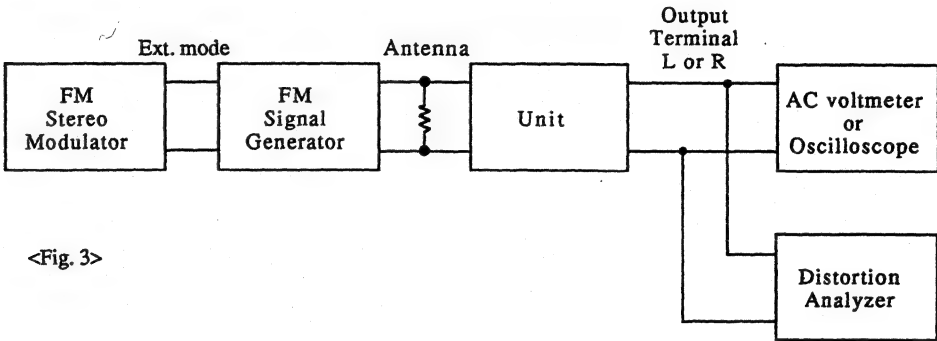 Ext. mode
Antenna
Output
Terminal
L or R
FM
Stereo
Modulator
FM
Signal
Generator
Unit
AC voltmeter
or
Oscilloscope
<Fig. 3>
Distortion
Analyzer